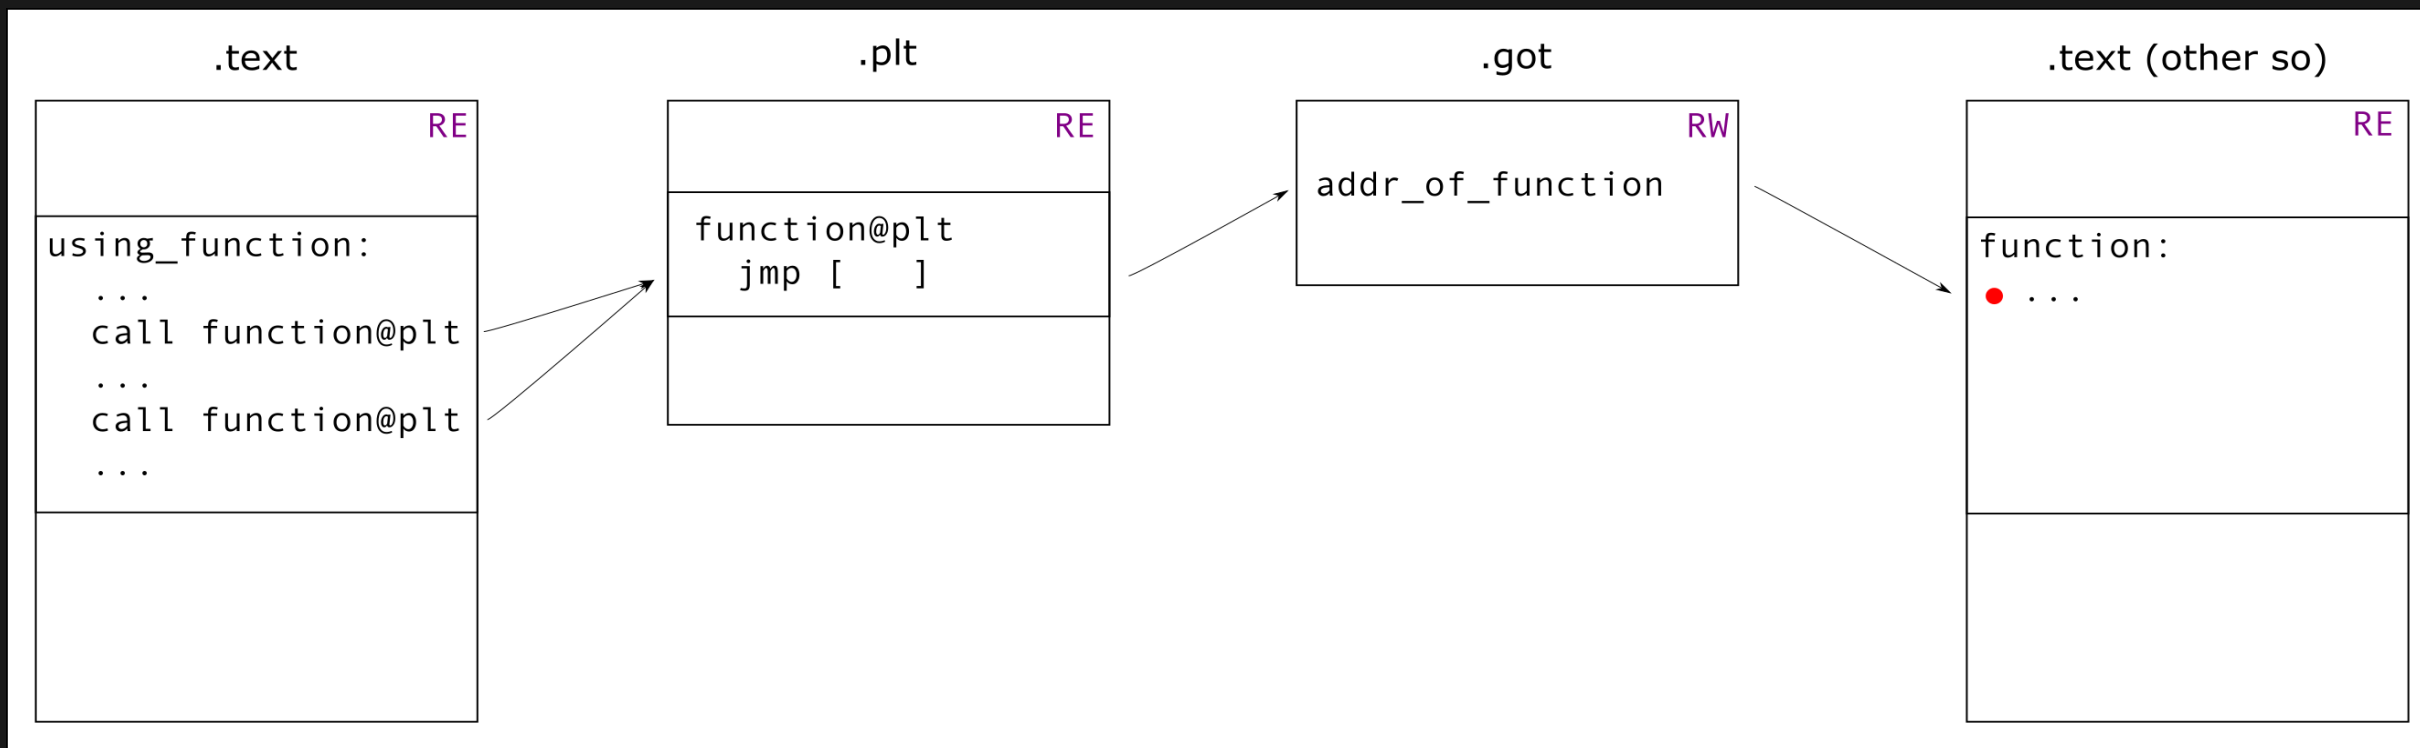 .text
RE
using_function:
...
call function@plt
...
call function@plt
...
.plt
RE
function@plt
jmp [   ]
.got
RW
addr_of_function
.text (other so)
RE
function:
...